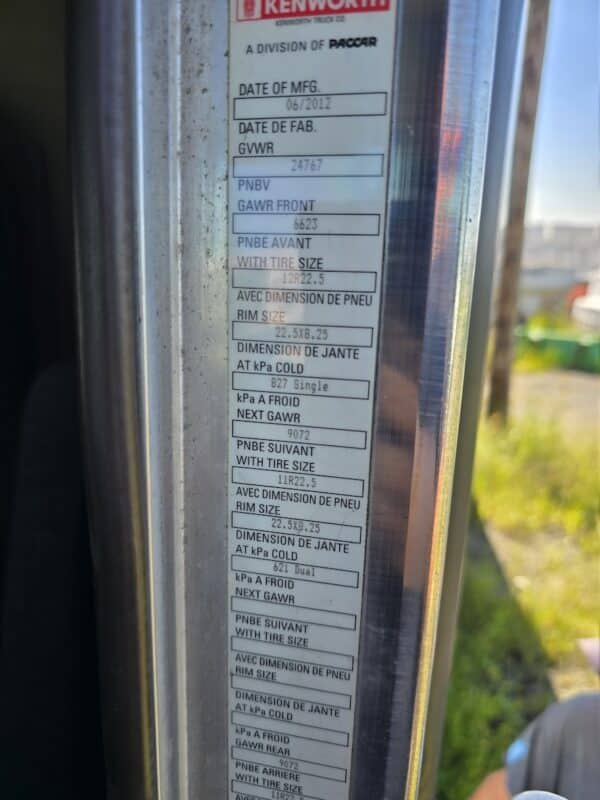 KENWORTH
KENWORTH TRUCK CO.
A DIVISION OF PACCAR
DATE OF MFG.
06/2012
DATE DE FAB.
GVWR
24767
PNBV
GAWR FRONT
6623
PNBE AVANT
WITH TIRE SIZE
12R22.5
AVEC DIMENSION DE PNEU
RIM SIZE
22.5X8.25
DIMENSION DE JANTE
AT kPa COLD
827 Single
kPa A FROID
NEXT GAWR
9072
PNBE SUIVANT
WITH TIRE SIZE
11R22.5
AVEC DIMENSION DE PNEU
RIM SIZE
22.5X8.25
DIMENSION DE JANTE
AT kPa COLD
621 Dual
kPa A FROID
NEXT GAWR
PNBE SUIVANT
WITH TIRE SIZE
AVEC DIMENSION DE PNEU
RIM SIZE
DIMENSION DE JANTE
AT kPa COLD
kPa A FROID
GAWR REAR
9072
PNBE ARRIERE
WITH TIRE SIZE